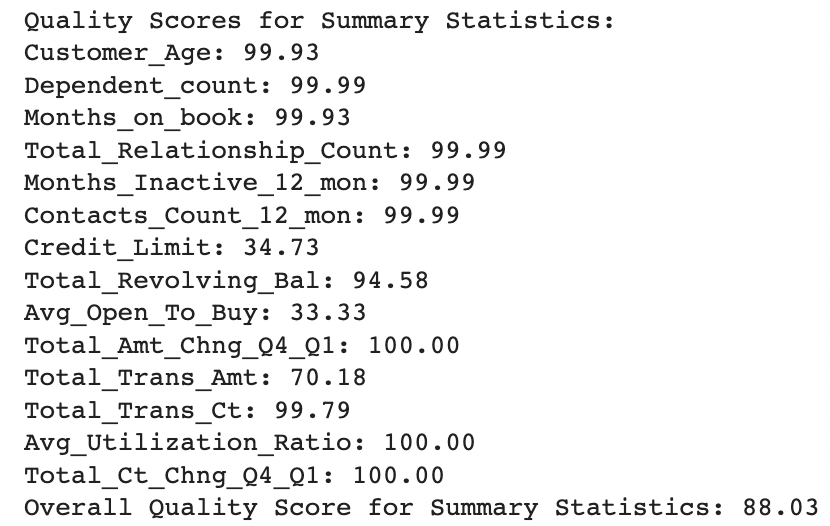 Quality Scores for Summary Statistics:
Customer_Age: 99.93
Dependent_count: 99.99
Months_on_book: 99.93
Total_Relationship_Count: 99.99
Months_Inactive_12_mon: 99.99
Contacts_Count_12_mon: 99.99
Credit_Limit: 34.73
Total_Revolving_Bal: 94.58
Avg_Open_To_Buy: 33.33
Total_Amt_Chng_Q4_Q1: 100.00
Total_Trans_Amt: 70.18
Total_Trans_Ct: 99.79
Avg_Utilization_Ratio: 100.00
Total_Ct_Chng_Q4_Q1: 100.00
Overall Quality Score for Summary Statistics: 88.03